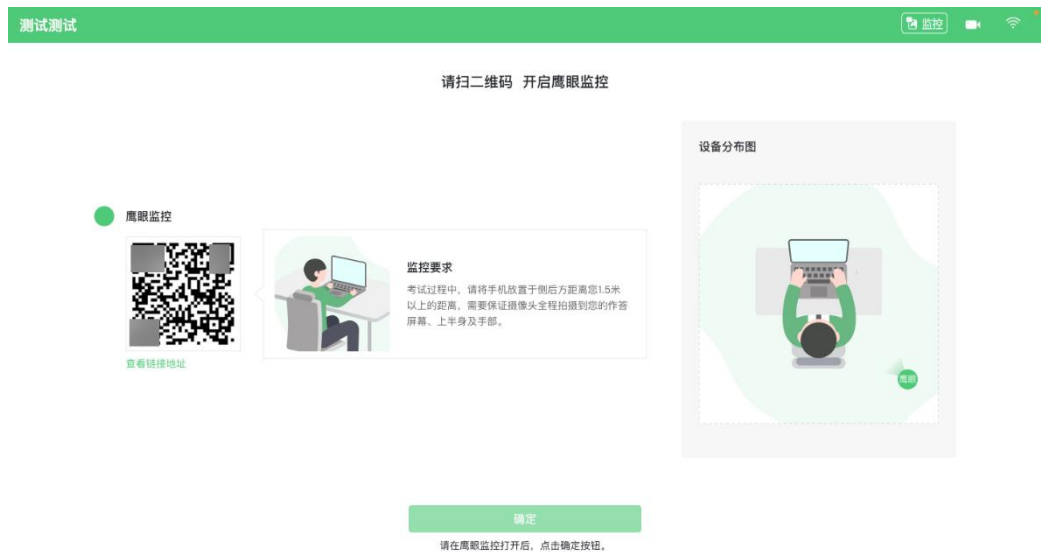 测试测试
监控
请扫二维码 开启鹰眼监控
设备分布图
鹰眼监控
监控要求
考试过程中，请将手机放置于侧后方距离您1.5米
以上的距离，需要保证摄像头全程拍摄到您的作答
屏幕、上半身及手部。
查看链接地址
鹰眼
确定
请在鹰眼监控打开后，点击确定按钮。